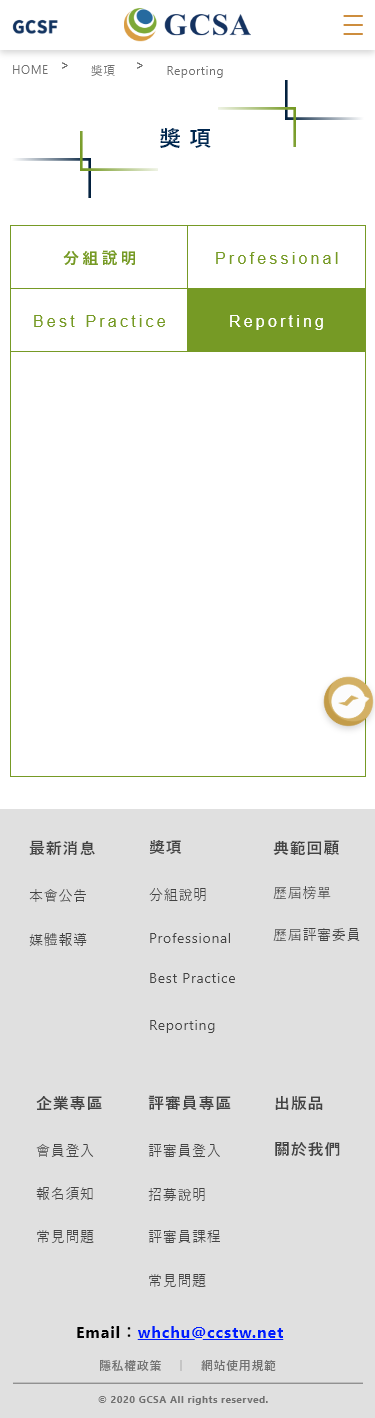 GCSF
GCSA
HOME > 獎項 > Reporting
獎項
分組說明 Professional
Best Practice Reporting
最新消息 獎項 典範回顧
本會公告 分組說明 歷屆榜單
媒體報導 Professional 歷屆評審委員
Best Practice
Reporting
企業專區 評審員專區 出版品
會員登入 評審員登入 關於我們
報名須知 招募說明
常見問題 評審員課程
常見問題
Email：whchu@ccstw.net
隱私權政策 | 網站使用規範
© 2020 GCSA All rights reserved.